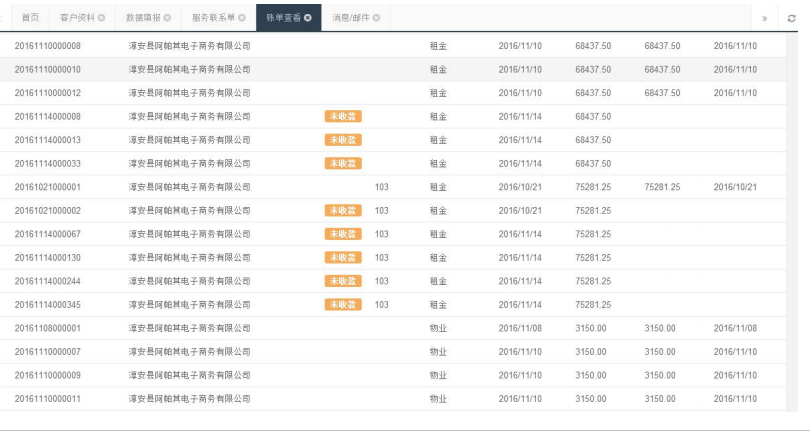 首页 客户资料 数据填报 服务联系单 账单查看 消息/邮件 »
20161110000008 淳安县阿帕其电子商务有限公司 租金 2016/11/10 68437.50 68437.50 2016/11/10
20161110000010 淳安县阿帕其电子商务有限公司 租金 2016/11/10 68437.50 68437.50 2016/11/10
20161110000012 淳安县阿帕其电子商务有限公司 租金 2016/11/10 68437.50 68437.50 2016/11/10
20161114000008 淳安县阿帕其电子商务有限公司 未收款 租金 2016/11/14 68437.50
20161114000013 淳安县阿帕其电子商务有限公司 未收款 租金 2016/11/14 68437.50
20161114000033 淳安县阿帕其电子商务有限公司 未收款 租金 2016/11/14 68437.50
20161021000001 淳安县阿帕其电子商务有限公司 103 租金 2016/10/21 75281.25 75281.25 2016/10/21
20161021000002 淳安县阿帕其电子商务有限公司 未收款 103 租金 2016/10/21 75281.25
20161114000067 淳安县阿帕其电子商务有限公司 未收款 103 租金 2016/11/14 75281.25
20161114000130 淳安县阿帕其电子商务有限公司 未收款 103 租金 2016/11/14 75281.25
20161114000244 淳安县阿帕其电子商务有限公司 未收款 103 租金 2016/11/14 75281.25
20161114000345 淳安县阿帕其电子商务有限公司 未收款 103 租金 2016/11/14 75281.25
20161108000001 淳安县阿帕其电子商务有限公司 物业 2016/11/08 3150.00 3150.00 2016/11/08
20161110000007 淳安县阿帕其电子商务有限公司 物业 2016/11/10 3150.00 3150.00 2016/11/10
20161110000009 淳安县阿帕其电子商务有限公司 物业 2016/11/10 3150.00 3150.00 2016/11/10
20161110000011 淳安县阿帕其电子商务有限公司 物业 2016/11/10 3150.00 3150.00 2016/11/10